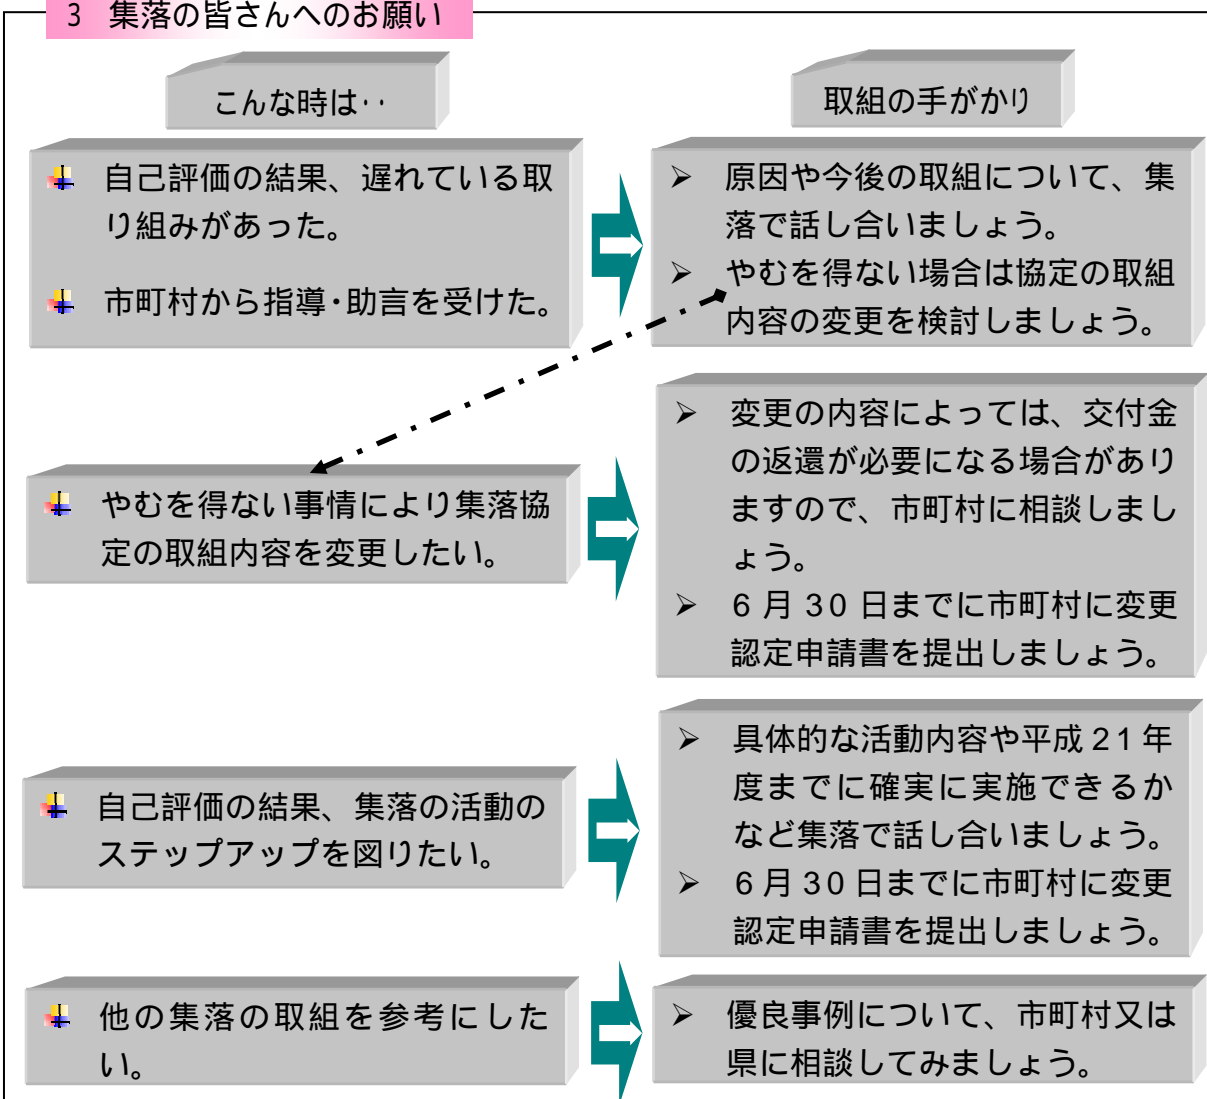 3 集落の皆さんへのお願い
こんな時は‥
取組の手がかり
自己評価の結果、遅れている取
り組みがあった。
市町村から指導・助言を受けた。
➢ 原因や今後の取組について、集
落で話し合いましょう。
➢ やむを得ない場合は協定の取組
内容の変更を検討しましょう。
やむを得ない事情により集落協
定の取組内容を変更したい。
➢ 変更の内容によっては、交付金
の返還が必要になる場合があり
ますので、市町村に相談しまし
ょう。
➢ 6月30日までに市町村に変更
認定申請書を提出しましょう。
自己評価の結果、集落の活動の
ステップアップを図りたい。
➢ 具体的な活動内容や平成21年
度までに確実に実施できるか
など集落で話し合いましょう。
➢ 6月30日までに市町村に変更
認定申請書を提出しましょう。
他の集落の取組を参考にした
い。
➢ 優良事例について、市町村又は
県に相談してみましょう。